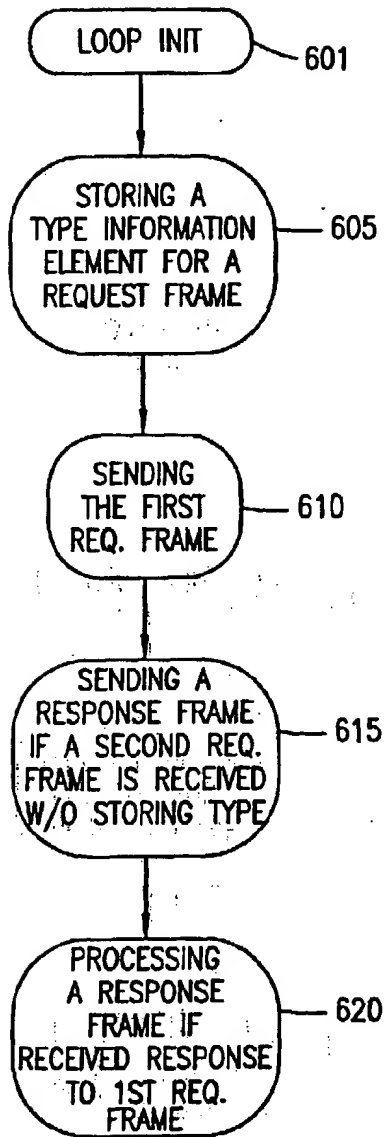 LOOP INIT
601
STORING A
TYPE INFORMATION
ELEMENT FOR A
REQUEST FRAME
605
SENDING
THE FIRST
REQ. FRAME
610
SENDING A
RESPONSE FRAME
IF A SECOND REQ.
FRAME IS RECEIVED
W/O STORING TYPE
615
PROCESSING
A RESPONSE
FRAME IF
RECEIVED RESPONSE
TO 1ST REQ.
FRAME
620